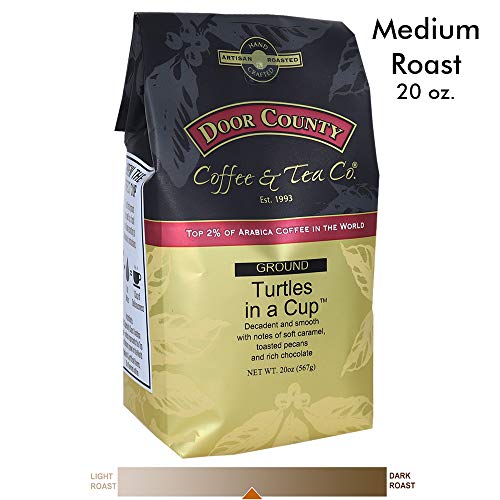 Medium
Roast
20 oz.
HAND
ARTISAN ROASTED
CRAFTED
DOOR COUNTY
Coffee & Tea Co.®
Est. 1993
TOP 2% OF ARABICA COFFEE IN THE WORLD
GROUND
Turtles
in a Cup™
Decadent and smooth
with notes of soft caramel,
toasted pecans
and rich chocolate
NET WT. 20oz (567g)
LIGHT
ROAST
DARK
ROAST